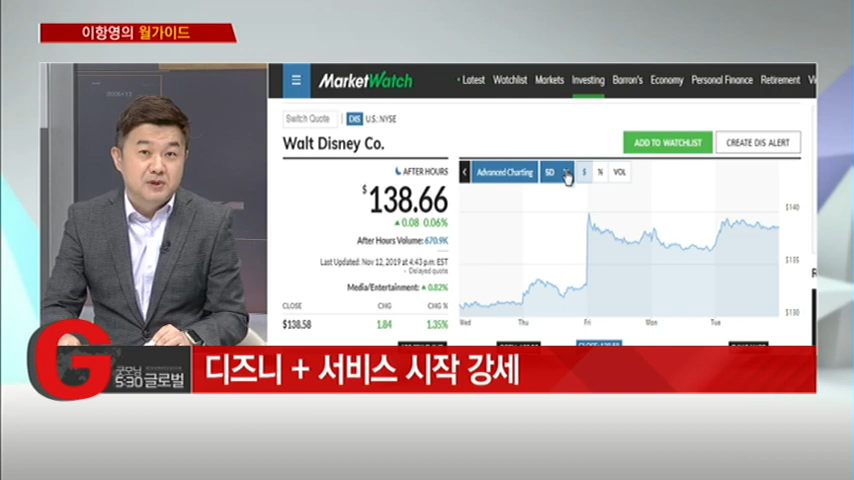 이항영의 월가이드
MarketWatch
Latest Watchlist Markets Investing Barron's Economy Personal Finance Retirement
Switch Quote DIS U.S.: NYSE
Walt Disney Co.
ADD TO WATCHLIST
CREATE DIS ALERT
AFTER HOURS
$138.66
0.08 0.06%
After Hours Volume: 670.9K
Last Updated: Nov 12, 2019 at 4:43 p.m. EST
Delayed quote
Media/Entertainment: 0.82%
CLOSE CHG CHG %
$138.58 1.84 1.35%
Advanced Charting 5D $ % VOL
$140
$135
$130
Wed Thu Fri Mon Tue
G
굿모닝
5:30 글로벌
디즈니 + 서비스 시작 강세